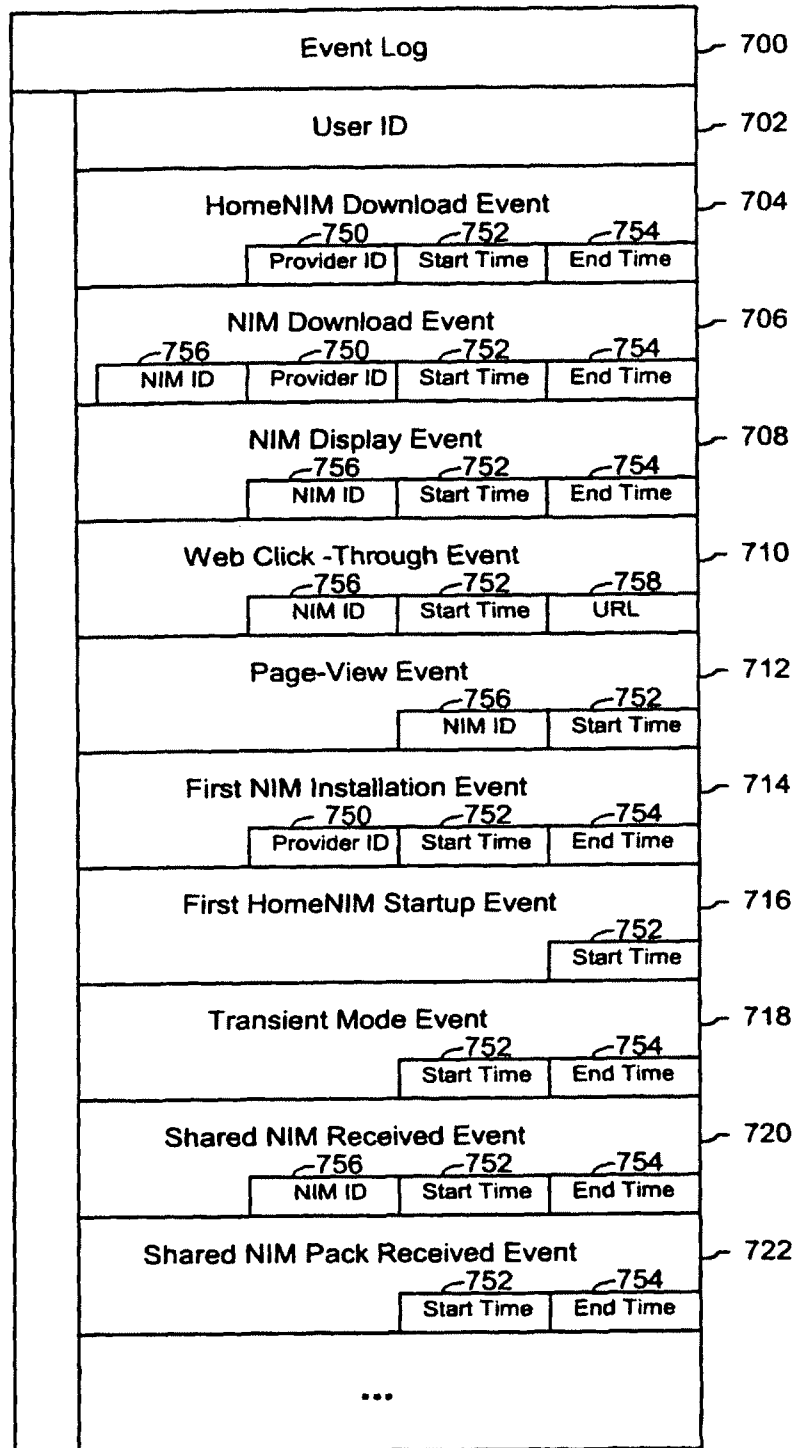 Event Log 700
User ID 702
HomeNIM Download Event 704
750 752 754
Provider ID Start Time End Time
NIM Download Event 706
756 750 752 754
NIM ID Provider ID Start Time End Time
NIM Display Event 708
756 752 754
NIM ID Start Time End Time
Web Click -Through Event 710
756 752 758
NIM ID Start Time URL
Page-View Event 712
756 752
NIM ID Start Time
First NIM Installation Event 714
750 752 754
Provider ID Start Time End Time
First HomeNIM Startup Event 716
752
Start Time
Transient Mode Event 718
752 754
Start Time End Time
Shared NIM Received Event 720
756 752 754
NIM ID Start Time End Time
Shared NIM Pack Received Event 722
752 754
Start Time End Time
...